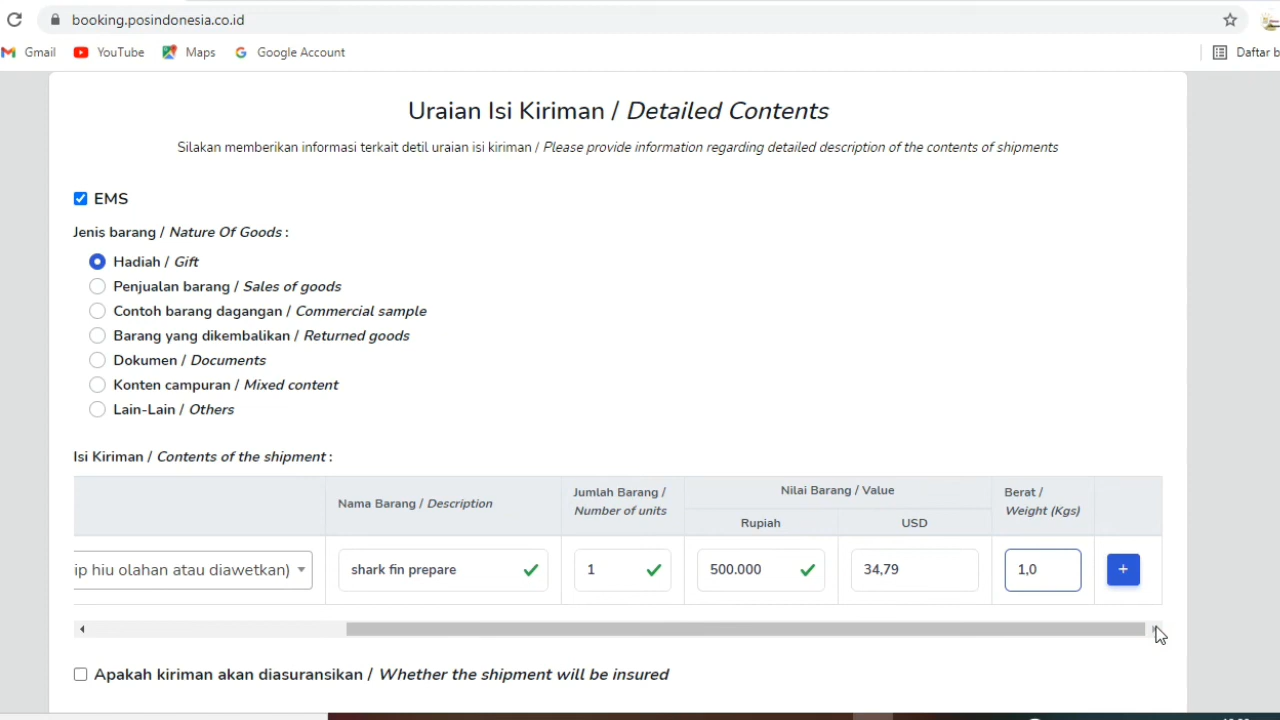 booking.posindonesia.co.id
Gmail YouTube Maps Google Account Daftar b
Uraian Isi Kiriman / Detailed Contents
Silakan memberikan informasi terkait detil uraian isi kiriman / Please provide information regarding detailed description of the contents of shipments
EMS
Jenis barang / Nature Of Goods :
Hadiah / Gift
Penjualan barang / Sales of goods
Contoh barang dagangan / Commercial sample
Barang yang dikembalikan / Returned goods
Dokumen / Documents
Konten campuran / Mixed content
Lain-Lain / Others
Isi Kiriman / Contents of the shipment :
Nama Barang / Description
Jumlah Barang /
Number of units
Nilai Barang / Value
Rupiah USD
Berat /
Weight (Kgs)
ip hiu olahan atau diawetkan) shark fin prepare 1 500.000 34,79 1,0 +
Apakah kiriman akan diasuransikan / Whether the shipment will be insured